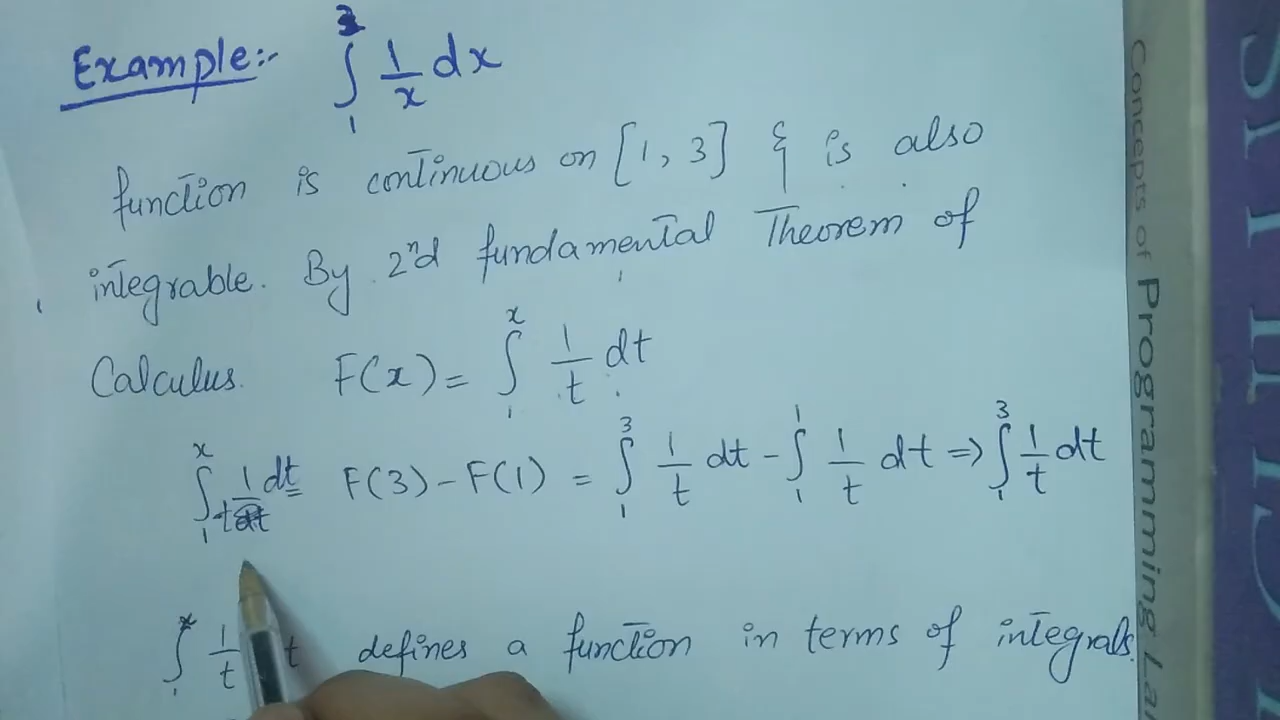 Example:- ∫₁³ 1/x dx
function is continuous on [1, 3] & is also
integrable. By 2nd fundamental Theorem of
Calculus. F(x) = ∫₁ˣ 1/t dt
∫₁ˣ 1/t dt = F(3) - F(1) = ∫₁³ 1/t dt - ∫₁¹ 1/t dt ⇒ ∫₁³ 1/t dt
∫₁ˣ 1/t t defines a function in terms of integrals.
Concepts of Programming La